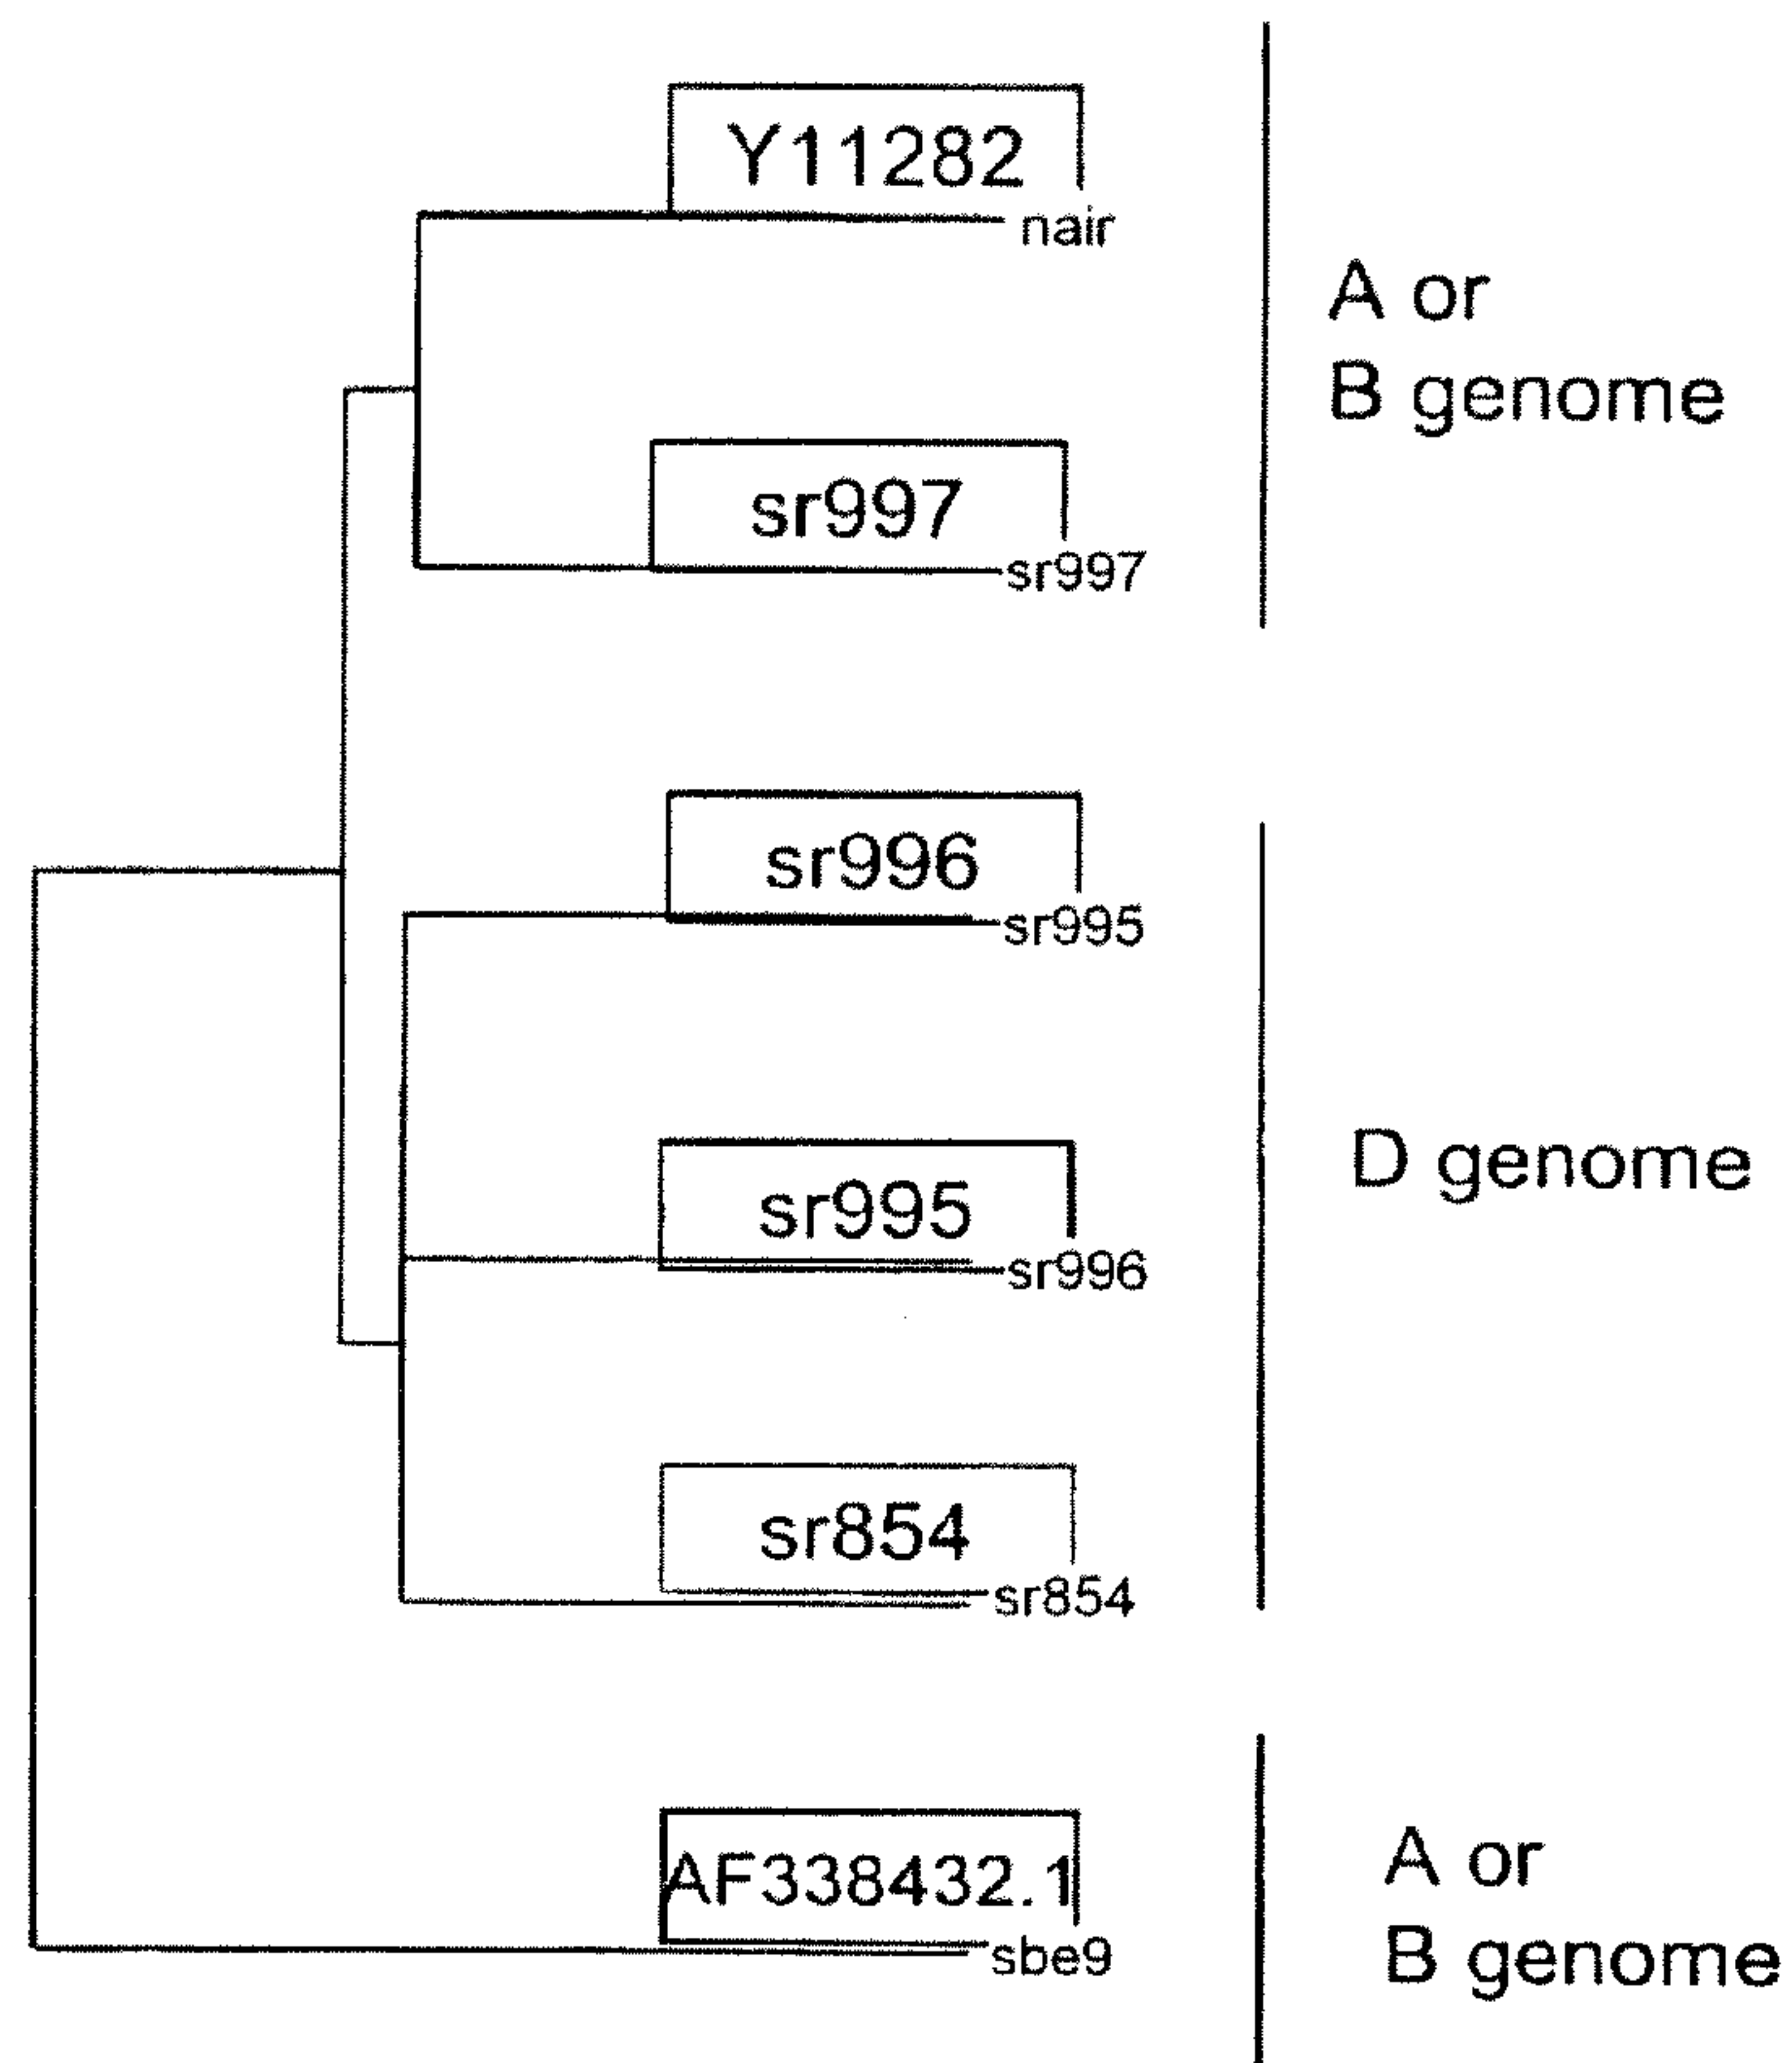 Y11282
nair
A or
B genome
sr997
sr997
sr996
sr995
D genome
sr995
sr996
sr854
sr854
AF338432.1
sbe9
A or
B genome